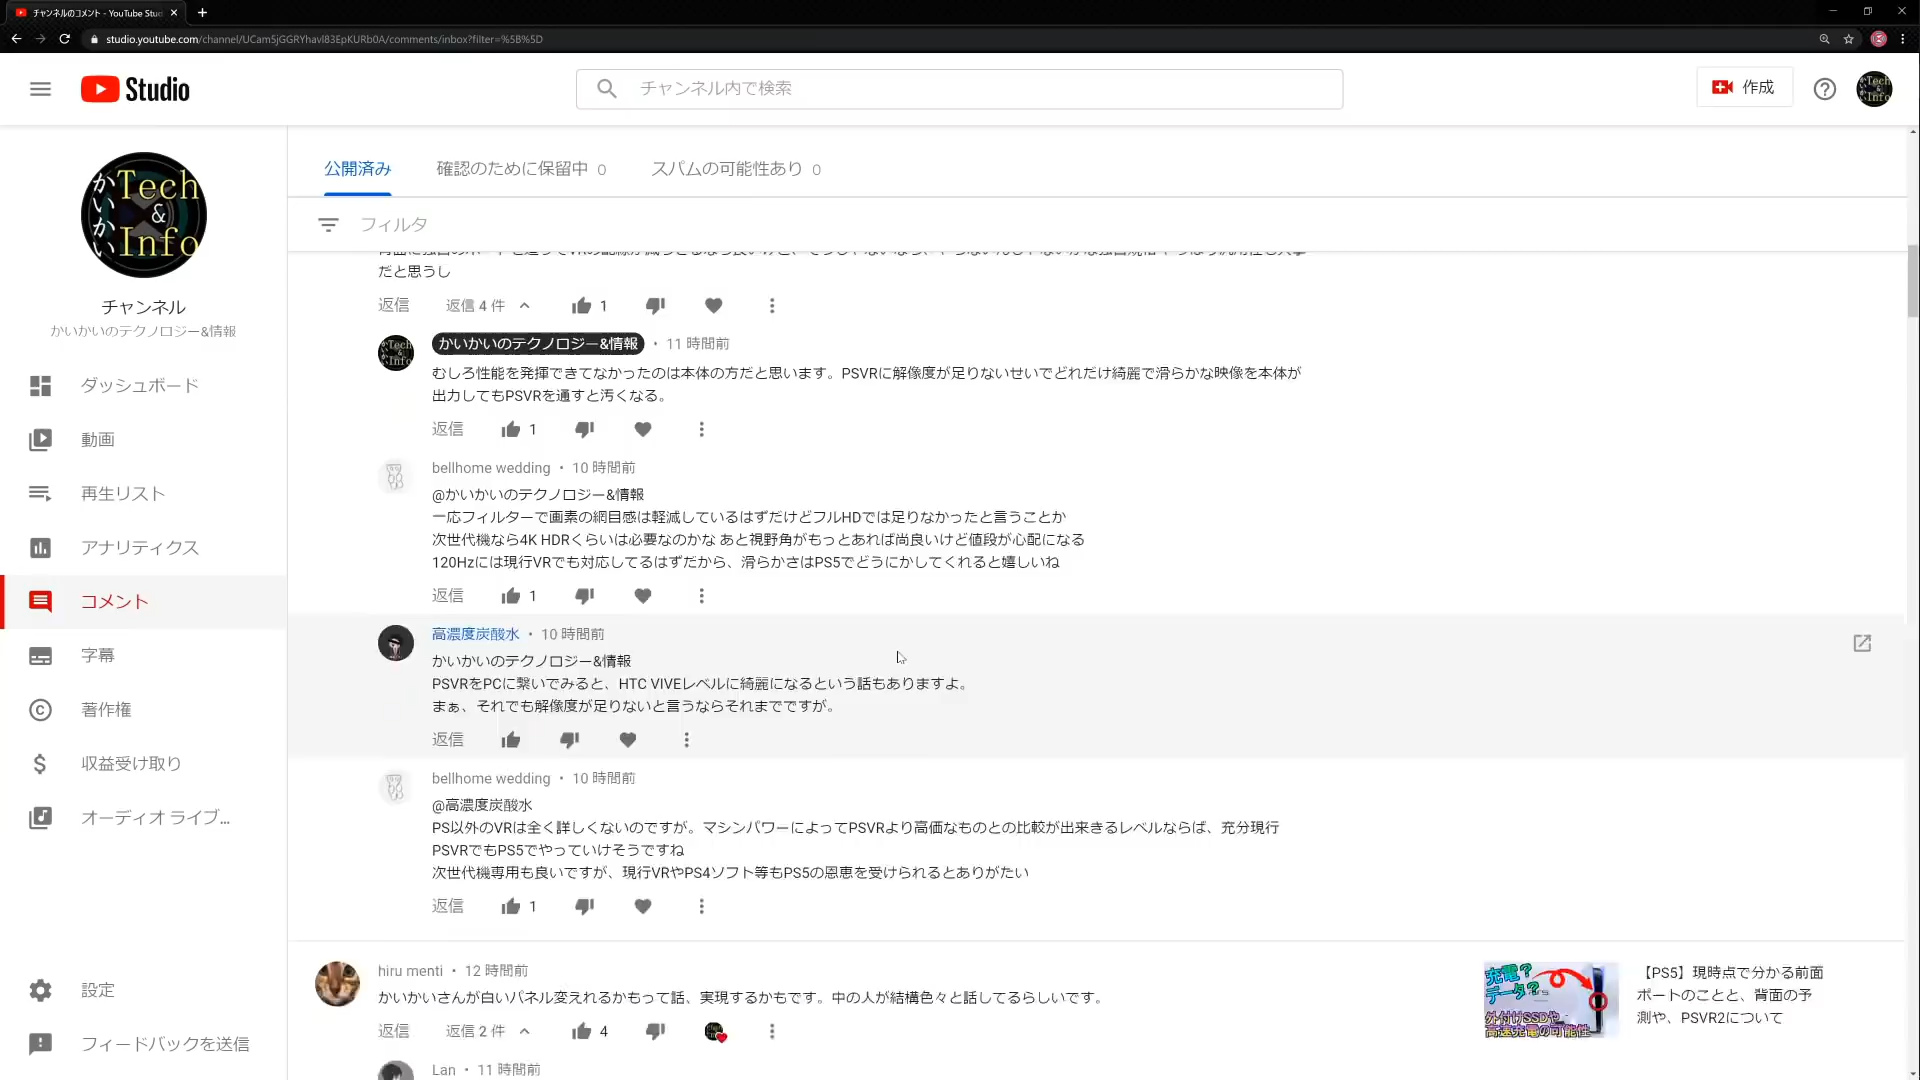 チャンネルのコメント - YouTube Stu
studio.youtube.com/channel/UCam5jGGRYhavI83EpKURb0A/comments/inbox?filter=%5B%5D
Studio
チャンネル内で検索
作成
Tech & Info
かいかい
チャンネル
かいかいのテクノロジー&情報
ダッシュボード
動画
再生リスト
アナリティクス
コメント
字幕
著作権
収益受け取り
オーディオ ライブ...
設定
フィードバックを送信
公開済み
確認のために保留中 0
スパムの可能性あり 0
フィルタ
だと思うし
返信 返信 4 件 1
かいかいのテクノロジー&情報 • 11 時間前
むしろ性能を発揮できてなかったのは本体の方だと思います。PSVRに解像度が足りないせいでどれだけ綺麗で滑らかな映像を本体が
出力してもPSVRを通すと汚くなる。
返信 1
bellhome wedding • 10 時間前
@かいかいのテクノロジー&情報
一応フィルターで画素の網目感は軽減しているはずだけどフルHDでは足りなかったと言うことか
次世代機なら4K HDRくらいは必要なのかな あと視野角がもっとあれば尚良いけど値段が心配になる
120Hzには現行VRでも対応してるはずだから、滑らかさはPS5でどうにかしてくれると嬉しいね
返信 1
高濃度炭酸水 • 10 時間前
かいかいのテクノロジー&情報
PSVRをPCに繋いでみると、HTC VIVEレベルに綺麗になるという話もありますよ。
まぁ、それでも解像度が足りないと言うならそれまでですが。
返信
bellhome wedding • 10 時間前
@高濃度炭酸水
PS以外のVRは全く詳しくないのですが。マシンパワーによってPSVRより高価なものとの比較が出来きるレベルならば、充分現行
PSVRでもPS5でやっていけそうですね
次世代機専用も良いですが、現行VRやPS4ソフト等もPS5の恩恵を受けられるとありがたい
返信 1
hiru menti • 12 時間前
かいかいさんが白いパネル変えれるかもって話、実現するかもです。中の人が結構色々と話してるらしいです。
返信 返信 2 件 4
充電?
データ?
外付けSSDや
高速充電の可能性
【PS5】現時点で分かる前面
ポートのことと、背面の予
測や、PSVR2について
Lan • 11 時間前